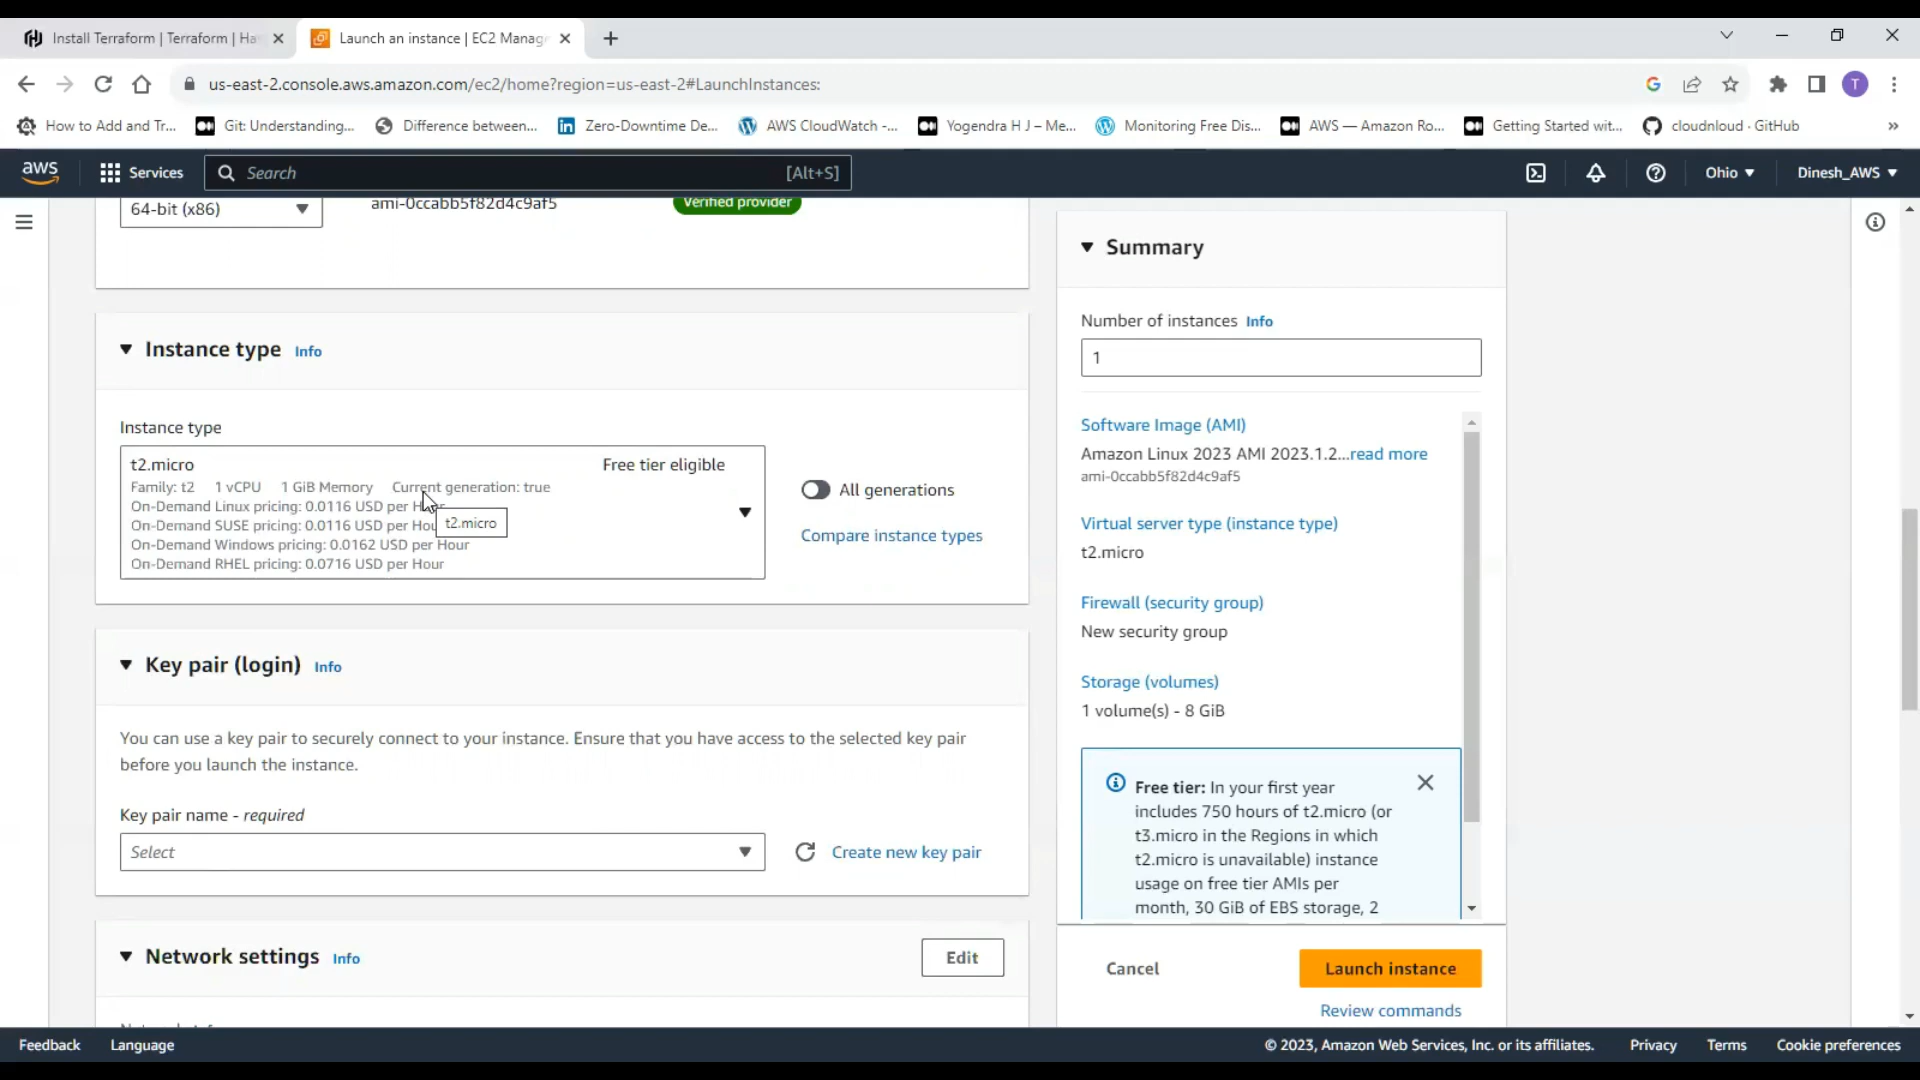 Install Terraform | Terraform | Ha
Launch an instance | EC2 Manag
us-east-2.console.aws.amazon.com/ec2/home?region=us-east-2#LaunchInstances:
T
How to Add and Tr...
Git: Understanding...
Difference between...
Zero-Downtime De...
AWS CloudWatch -...
Yogendra H J – Me...
Monitoring Free Dis...
AWS — Amazon Ro...
Getting Started wit...
cloudnloud · GitHub
»
aws
Services
Search
[Alt+S]
Ohio
Dinesh_AWS
64-bit (x86)
ami-0ccabb5f82d4c9af5
Verified provider
Instance type Info
Instance type
t2.micro
Free tier eligible
Family: t2 1 vCPU 1 GiB Memory Current generation: true
On-Demand Linux pricing: 0.0116 USD per Hour
On-Demand SUSE pricing: 0.0116 USD per Hou
t2.micro
On-Demand Windows pricing: 0.0162 USD per Hour
On-Demand RHEL pricing: 0.0716 USD per Hour
All generations
Compare instance types
Key pair (login) Info
You can use a key pair to securely connect to your instance. Ensure that you have access to the selected key pair
before you launch the instance.
Key pair name - required
Select
Create new key pair
Network settings Info
Edit
Summary
Number of instances Info
1
Software Image (AMI)
Amazon Linux 2023 AMI 2023.1.2...read more
ami-0ccabb5f82d4c9af5
Virtual server type (instance type)
t2.micro
Firewall (security group)
New security group
Storage (volumes)
1 volume(s) - 8 GiB
Free tier: In your first year
includes 750 hours of t2.micro (or
t3.micro in the Regions in which
t2.micro is unavailable) instance
usage on free tier AMIs per
month, 30 GiB of EBS storage, 2
Cancel
Launch instance
Review commands
Feedback
Language
© 2023, Amazon Web Services, Inc. or its affiliates.
Privacy
Terms
Cookie preferences